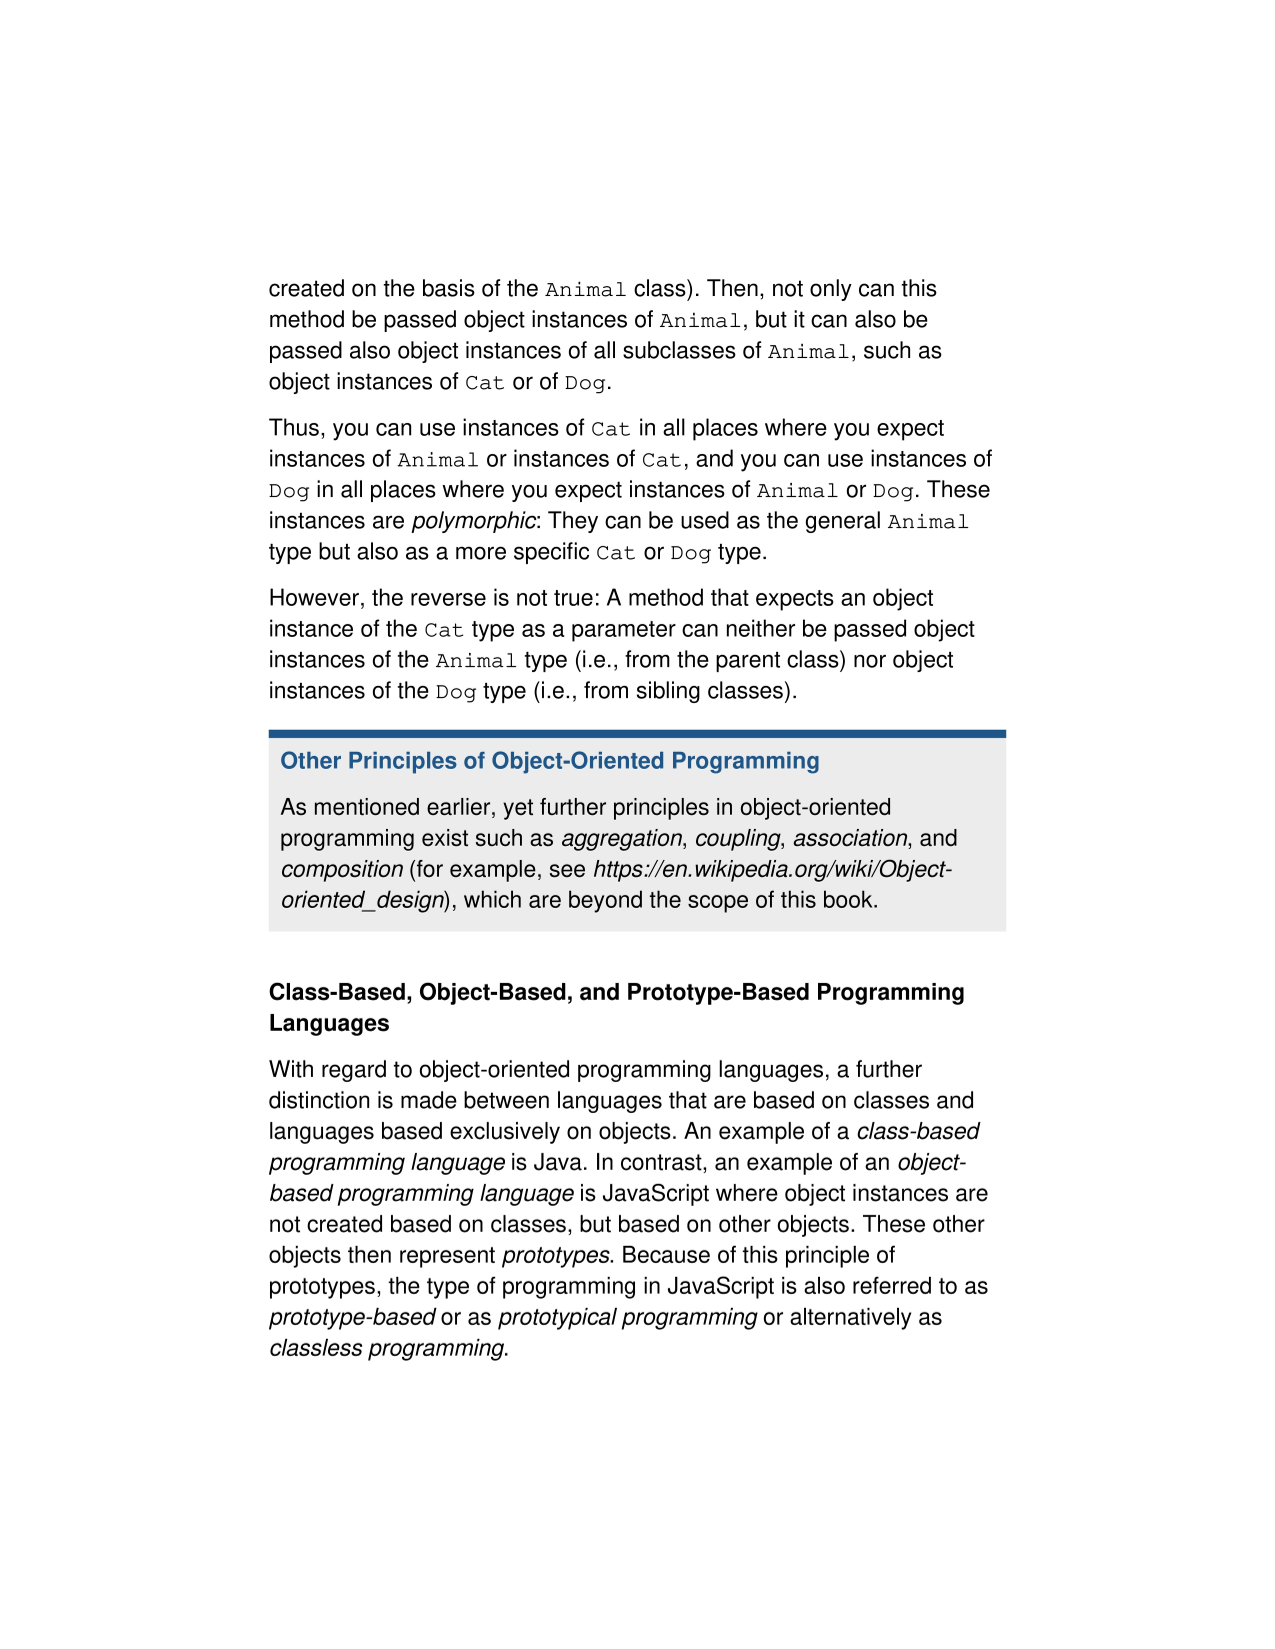 created on the basis of the Animal class). Then, not only can this
method be passed object instances of Animal, but it can also be
passed also object instances of all subclasses of Animal, such as
object instances of Cat or of Dog.
Thus, you can use instances of Cat in all places where you expect
instances of Animal or instances of Cat, and you can use instances of
Dog in all places where you expect instances of Animal or Dog. These
instances are polymorphic: They can be used as the general Animal
type but also as a more specific Cat or Dog type.
However, the reverse is not true: A method that expects an object
instance of the Cat type as a parameter can neither be passed object
instances of the Animal type (i.e., from the parent class) nor object
instances of the Dog type (i.e., from sibling classes).
Other Principles of Object-Oriented Programming
As mentioned earlier, yet further principles in object-oriented
programming exist such as aggregation, coupling, association, and
composition (for example, see https://en.wikipedia.org/wiki/Object-
oriented_design), which are beyond the scope of this book.
Class-Based, Object-Based, and Prototype-Based Programming
Languages
With regard to object-oriented programming languages, a further
distinction is made between languages that are based on classes and
languages based exclusively on objects. An example of a class-based
programming language is Java. In contrast, an example of an object-
based programming language is JavaScript where object instances are
not created based on classes, but based on other objects. These other
objects then represent prototypes. Because of this principle of
prototypes, the type of programming in JavaScript is also referred to as
prototype-based or as prototypical programming or alternatively as
classless programming.